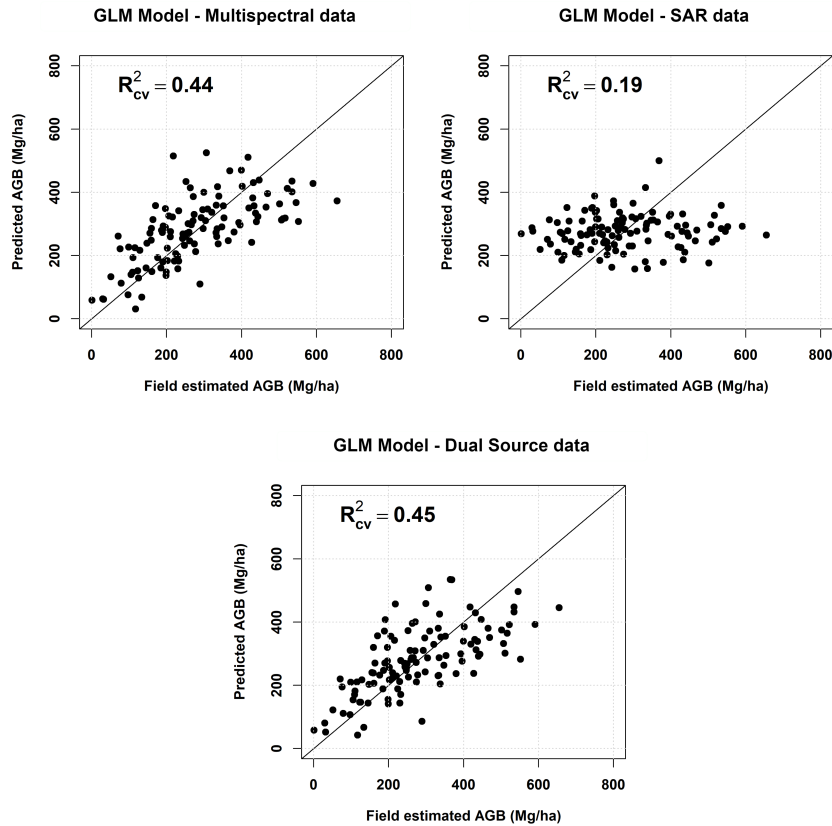 GLM Model - Multispectral data
R²cv = 0.44
Predicted AGB (Mg/ha)
800
600
400
200
0
0 200 400 600 800
Field estimated AGB (Mg/ha)
GLM Model - SAR data
R²cv = 0.19
Predicted AGB (Mg/ha)
800
600
400
200
0
0 200 400 600 800
Field estimated AGB (Mg/ha)
GLM Model - Dual Source data
R²cv = 0.45
Predicted AGB (Mg/ha)
800
600
400
200
0
0 200 400 600 800
Field estimated AGB (Mg/ha)